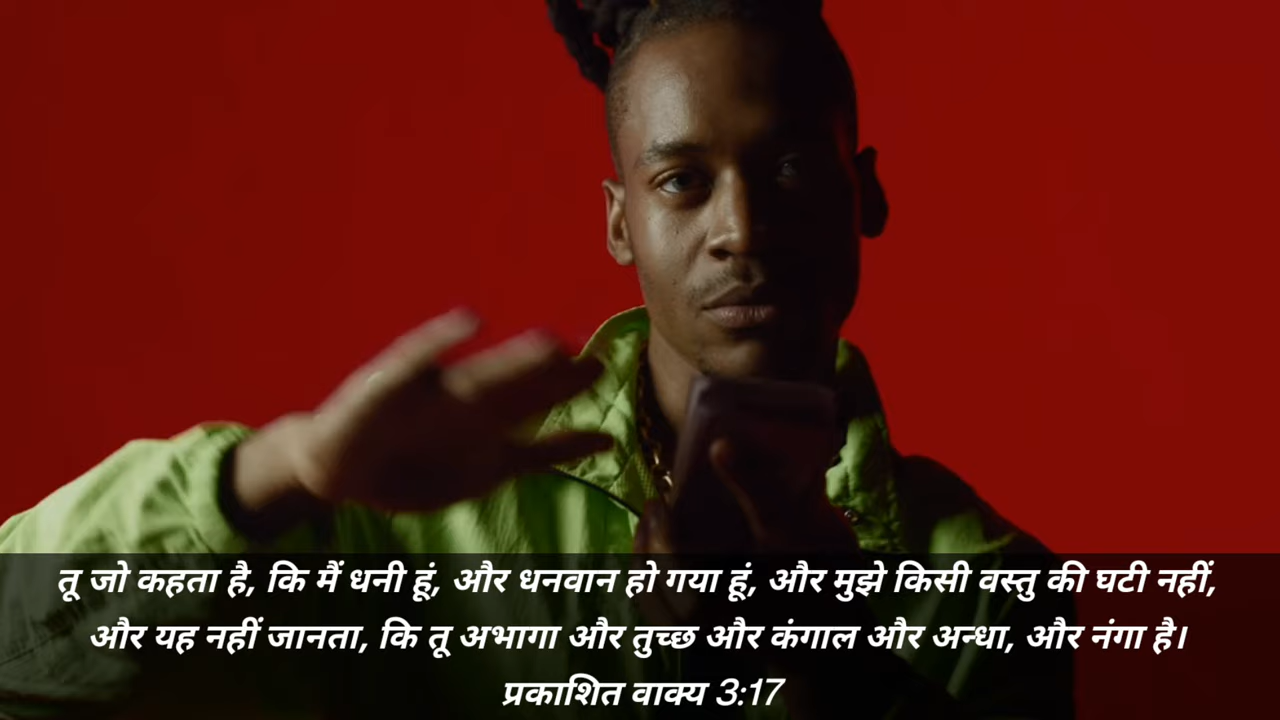 तू जो कहता है, कि मैं धनी हूं, और धनवान हो गया हूं, और मुझे किसी वस्तु की घटी नहीं,
और यह नहीं जानता, कि तू अभागा और तुच्छ और कंगाल और अन्धा, और नंगा है।
प्रकाशित वाक्य 3:17